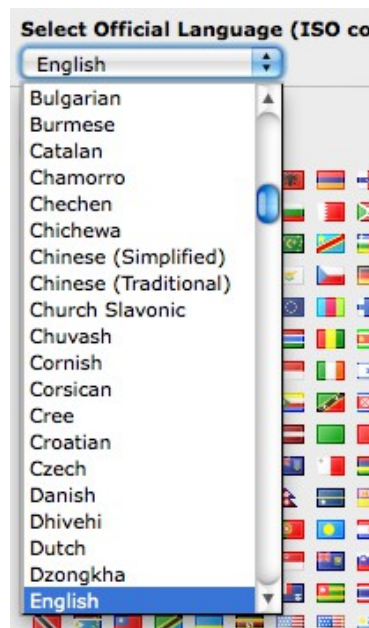 Select Official Language (ISO co
English
Bulgarian
Burmese
Catalan
Chamorro
Chechen
Chichewa
Chinese (Simplified)
Chinese (Traditional)
Church Slavonic
Chuvash
Cornish
Corsican
Cree
Croatian
Czech
Danish
Dhivehi
Dutch
Dzongkha
English